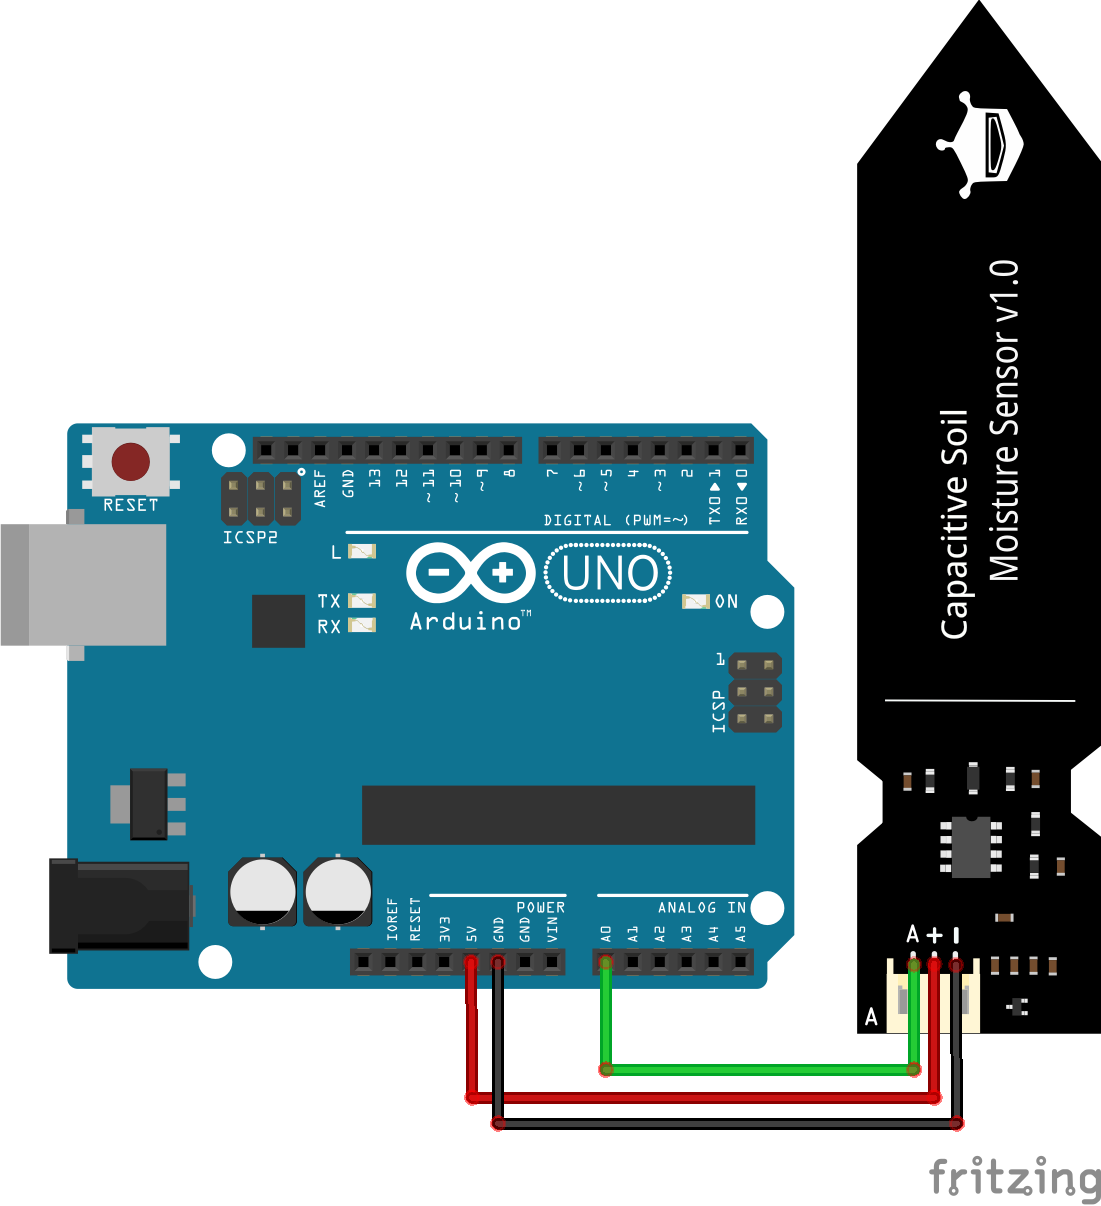 Capacitive Soil
Moisture Sensor v1.0
RESET
ICSP2
AREF
GND
13
12
~11
~10
~9
8
7
~6
~5
4
~3
2
TX0▶1
RX0◀0
DIGITAL (PWM=~)
L
TX
RX
UNO
Arduino™
ON
1
ICSP
IOREF
RESET
3V3
5V
GND
GND
VIN
POWER
A0
A1
A2
A3
A4
A5
ANALOG IN
A + -
A
fritzing